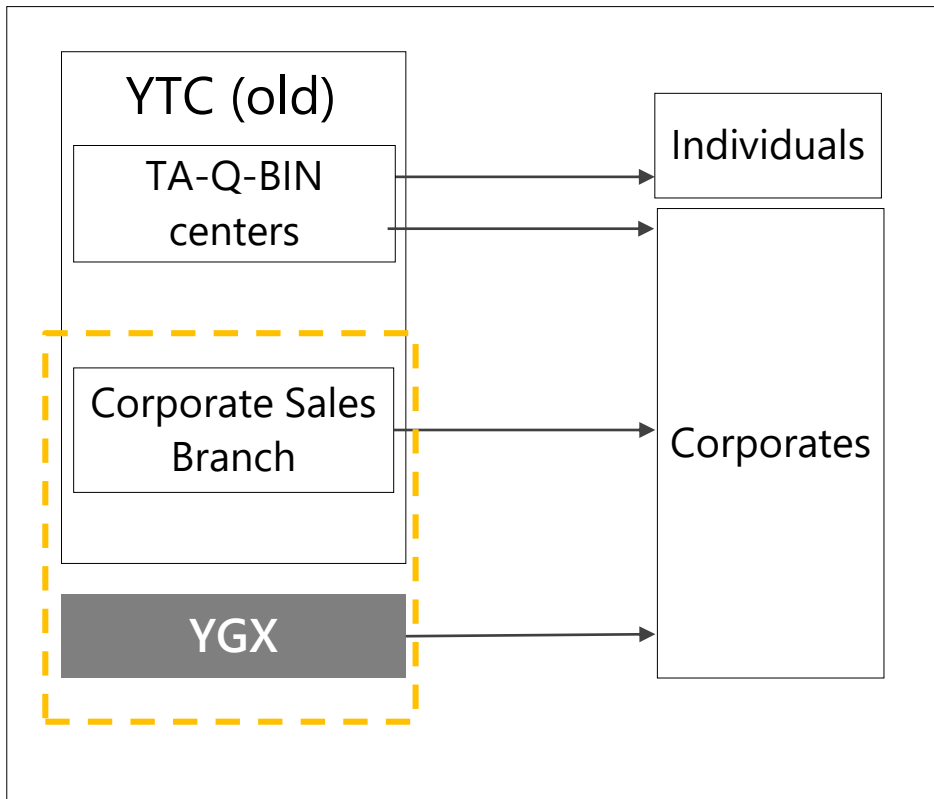 YTC (old)
TA-Q-BIN
centers
Individuals
Corporate Sales
Branch
Corporates
YGX